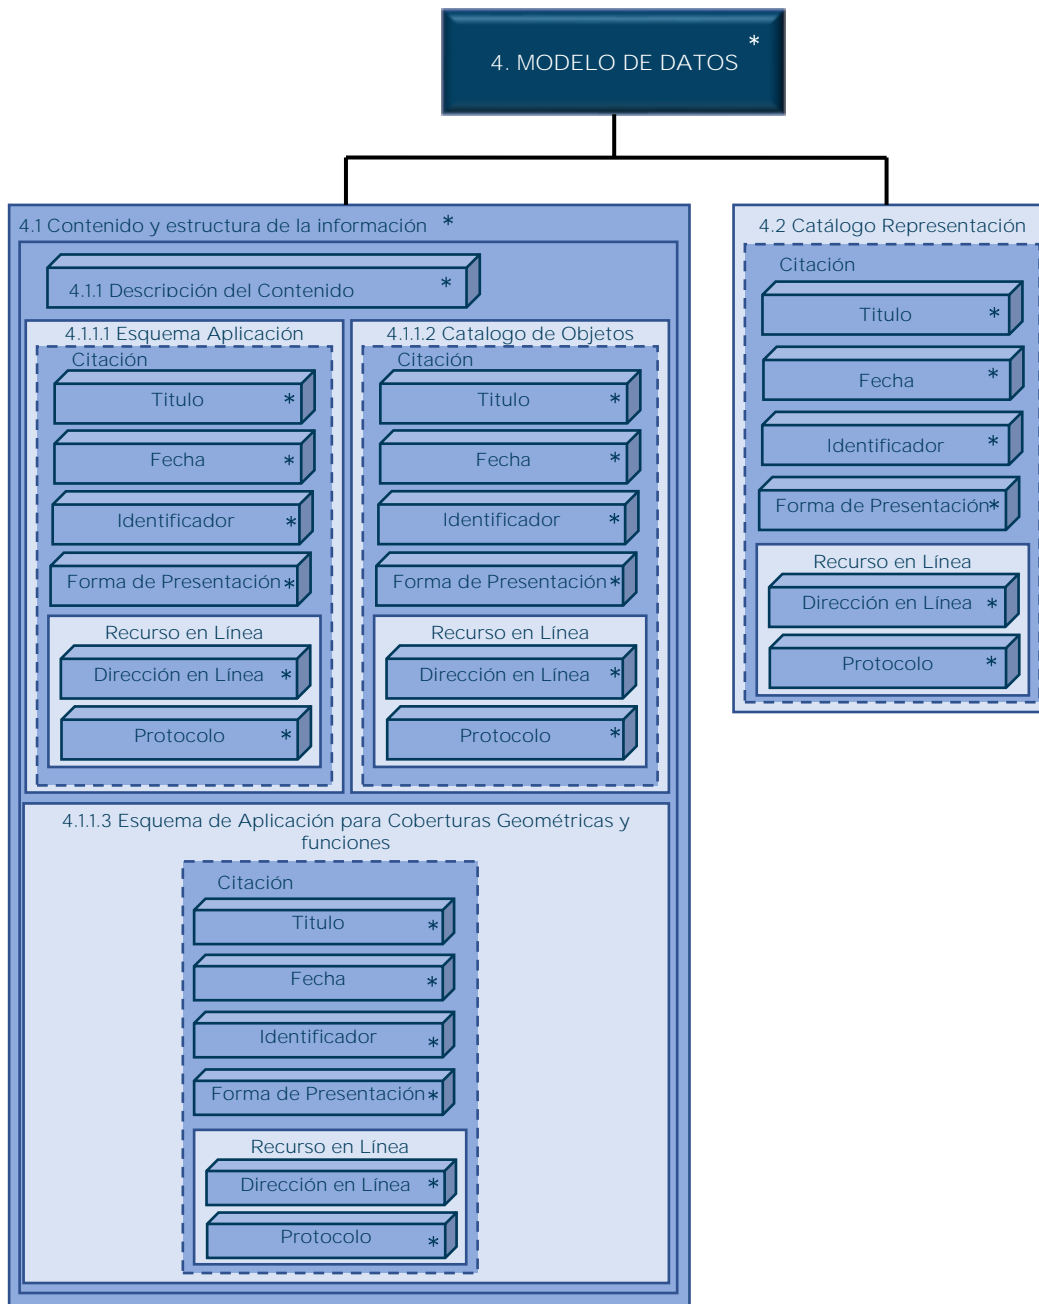 4. MODELO DE DATOS *
4.1 Contenido y estructura de la información *
4.1.1 Descripción del Contenido *
4.1.1.1 Esquema Aplicación
Citación
Titulo *
Fecha *
Identificador *
Forma de Presentación *
Recurso en Línea
Dirección en Línea *
Protocolo *
4.1.1.2 Catalogo de Objetos
Citación
Titulo *
Fecha *
Identificador *
Forma de Presentación *
Recurso en Línea
Dirección en Línea *
Protocolo *
4.1.1.3 Esquema de Aplicación para Coberturas Geométricas y
funciones
Citación
Titulo *
Fecha *
Identificador *
Forma de Presentación *
Recurso en Línea
Dirección en Línea *
Protocolo *
4.2 Catálogo Representación
Citación
Titulo *
Fecha *
Identificador *
Forma de Presentación *
Recurso en Línea
Dirección en Línea *
Protocolo *